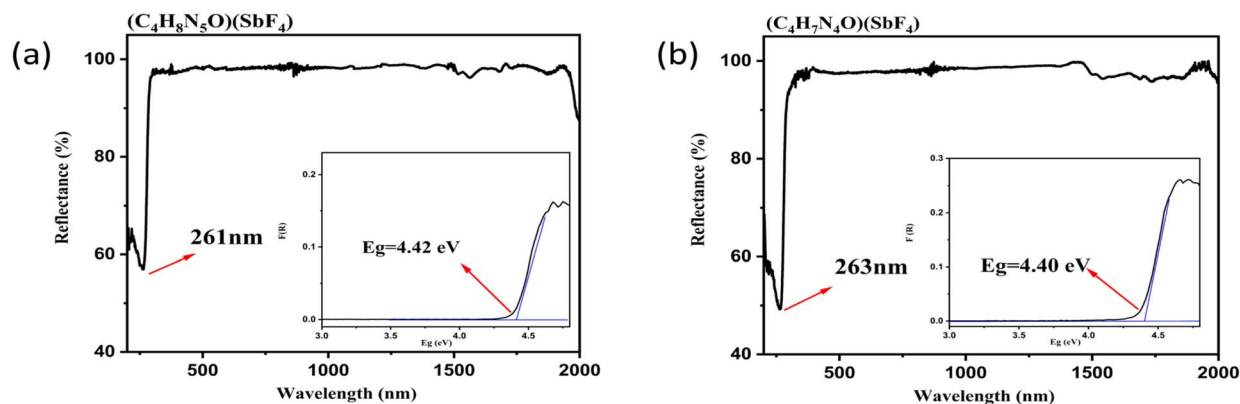 (a)
(C4H8N5O)(SbF4)
Reflectance (%)
100
80
60
40
261nm
F(R)
0.2
0.1
0.0
Eg=4.42 eV
3.0 3.5 4.0 4.5
Eg (eV)
500 1000 1500 2000
Wavelength (nm)
(b)
(C4H7N4O)(SbF4)
Reflectance (%)
100
80
60
40
263nm
F (R)
0.3
0.2
0.1
0.0
Eg=4.40 eV
3.0 3.5 4.0 4.5
Eg (eV)
500 1000 1500 2000
Wavelength (nm)